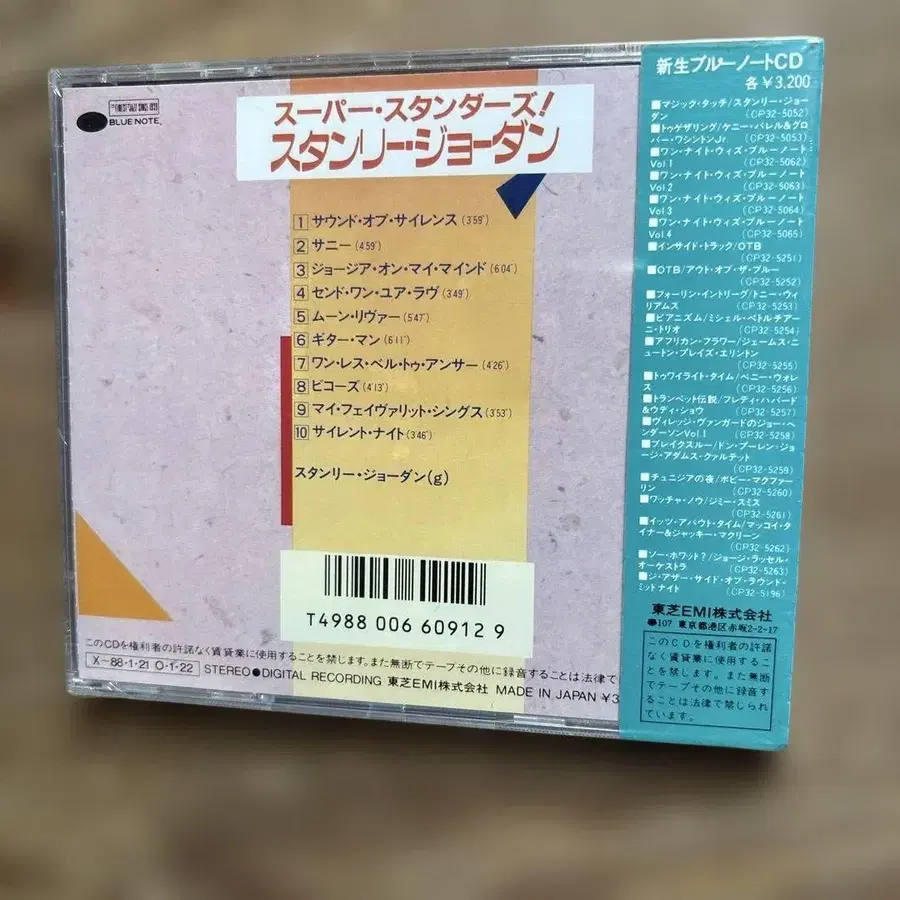 THE FINEST JAZZ SINCE 1939
BLUE NOTE
スーパー・スタンダーズ!
スタンリー・ジョーダン
1 サウンド・オブ・サイレンス(3'59")
2 サニー(4'59")
3 ジョージア・オン・マイ・マインド(6'04")
4 センド・ワン・ユア・ラヴ(3'49")
5 ムーン・リヴァー(5'47")
6 ギター・マン(6'11")
7 ワン・レス・ベル・トゥ・アンサー(4'26")
8 ビコーズ(4'13")
9 マイ・フェイヴァリット・シングス(3'53")
10 サイレント・ナイト(3'46")
スタンリー・ジョーダン(g)
T4988 006 60912 9
このCDを権利者の許諾なく賃貸業に使用することを禁じます。また無断でテープその他に録音することは法律で
X-88・1・21 O・1・22 STEREO●DIGITAL RECORDING 東芝EMI株式会社 MADE IN JAPAN ¥3
新生ブルーノートCD
各¥3,200
■マジック・タッチ/スタンリー・ジョー
ダン (CP32-5052)
■トゥゲザリング/ケニー・バレル&グロ
バー・ワシントンJr. (CP32-5053)
■ワン・ナイト・ウィズ・ブルーノート
Vol.1 (CP32-5062)
■ワン・ナイト・ウィズ・ブルーノート
Vol.2 (CP32-5063)
■ワン・ナイト・ウィズ・ブルーノート
Vol.3 (CP32-5064)
■ワン・ナイト・ウィズ・ブルーノート
Vol.4 (CP32-5065)
■インサイド・トラック/OTB
(CP32-5251)
■OTB/アウト・オブ・ザ・ブルー
(CP32-5252)
■フォーリン・イントリーグ/トニー・ウィ
リアムス (CP32-5253)
■ピアニズム/ミシェル・ペトルチアー
ニ・トリオ (CP32-5254)
■アフリカン・フラワー/ジェームス・ニ
ュートン・プレイズ・エリントン
(CP32-5255)
■トゥワイライト・タイム/ベニー・ウォレ
ス (CP32-5256)
■トランペット伝説/フレディ・ハバード
&ウディ・ショウ (CP32-5257)
■ヴィレッジ・ヴァンガードのジョー・ヘ
ンダーソンVol.1 (CP32-5258)
■ブレイクスルー/ドン・プーレン・ジョ
ージ・アダムス・クァルテット
(CP32-5259)
■チュニジアの夜/ボビー・マクファー
リン (CP32-5260)
■ワッチャ・ノウ/ジミー・スミス
(CP32-5261)
■イッツ・アバウト・タイム/マッコイ・タ
イナー&ジャッキー・マクリーン
(CP32-5262)
■ソー・ホワット?/ジョージ・ラッセル・
オーケストラ (CP32-5263)
■ジ・アザー・サイド・オブ・ラウンド・
ミッドナイト (CP32-5196)
東芝EMI株式会社
●107 東京都港区赤坂2-2-17
このCDを権利者の許諾
なく賃貸業に使用するこ
とを禁じます。また無断
でテープその他に録音す
ることは法律で禁じられ
ています。